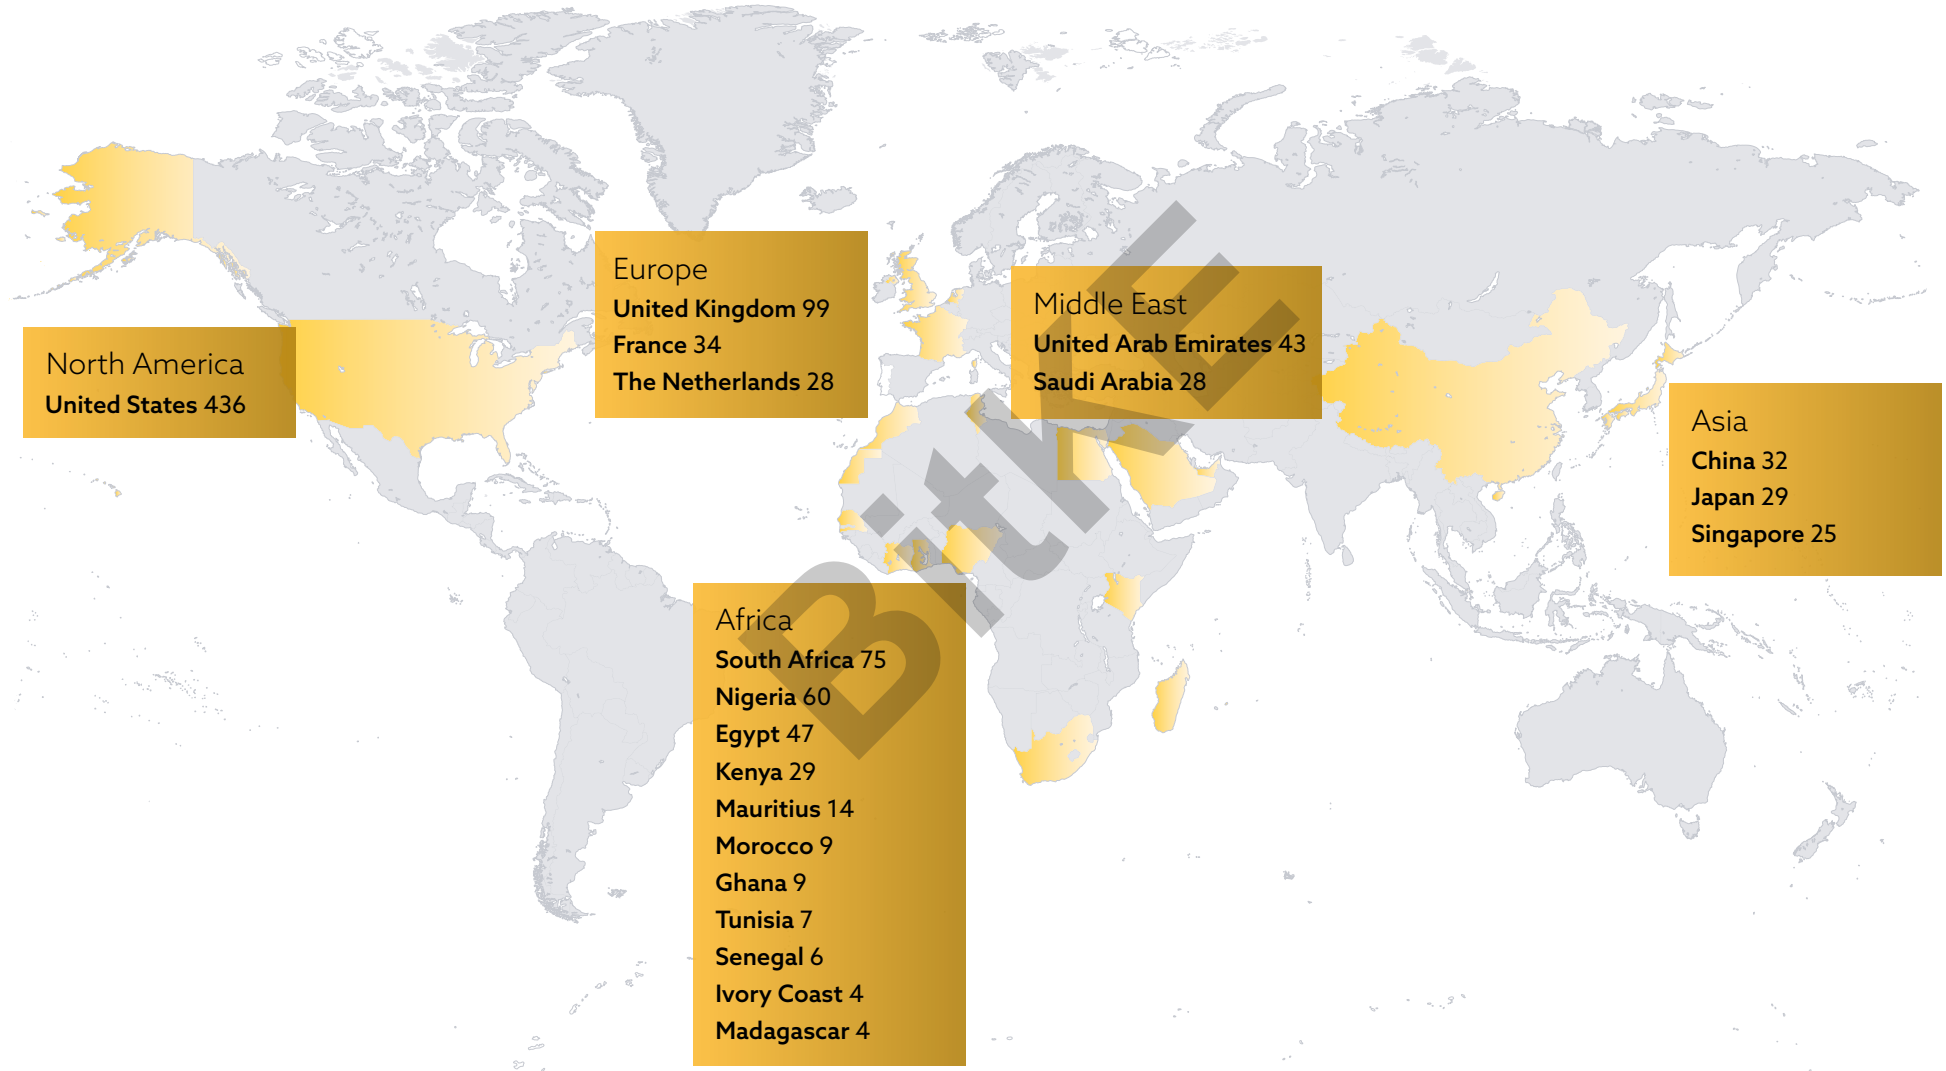 North America
United States 436
Europe
United Kingdom 99
France 34
The Netherlands 28
Middle East
United Arab Emirates 43
Saudi Arabia 28
Asia
China 32
Japan 29
Singapore 25
Africa
South Africa 75
Nigeria 60
Egypt 47
Kenya 29
Mauritius 14
Morocco 9
Ghana 9
Tunisia 7
Senegal 6
Ivory Coast 4
Madagascar 4
BitKE